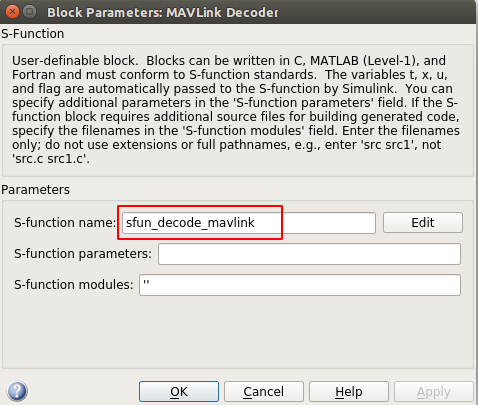 Block Parameters: MAVLink Decoder
S-Function
User-definable block.  Blocks can be written in C, MATLAB (Level-1), and
Fortran and must conform to S-function standards.  The variables t, x, u,
and flag are automatically passed to the S-function by Simulink.  You can
specify additional parameters in the 'S-function parameters' field. If the S-
function block requires additional source files for building generated code,
specify the filenames in the 'S-function modules' field. Enter the filenames
only; do not use extensions or full pathnames, e.g., enter 'src src1', not
'src.c src1.c'.
Parameters
S-function name: sfun_decode_mavlink Edit
S-function parameters:
S-function modules: ''
? OK Cancel Help Apply